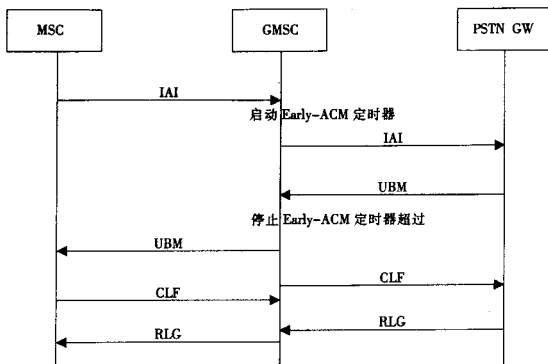 MSC GMSC PSTN GW
IAI
启动 Early-ACM 定时器
IAI
UBM
停止 Early-ACM 定时器超过
UBM
CLF
CLF
RLG
RLG